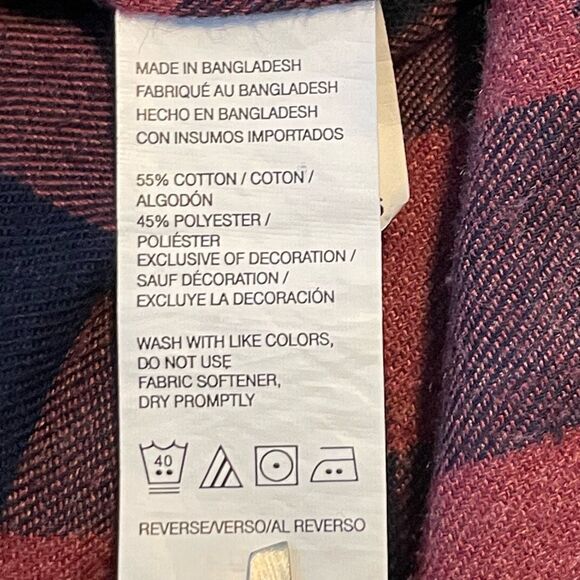 MADE IN BANGLADESH
FABRIQUÉ AU BANGLADESH
HECHO EN BANGLADESH
CON INSUMOS IMPORTADOS
55% COTTON / COTON /
ALGODÓN
45% POLYESTER /
POLIÉSTER
EXCLUSIVE OF DECORATION /
SAUF DÉCORATION /
EXCLUYE LA DECORACIÓN
WASH WITH LIKE COLORS,
DO NOT USE
FABRIC SOFTENER,
DRY PROMPTLY
40
REVERSE/VERSO/AL REVERSO